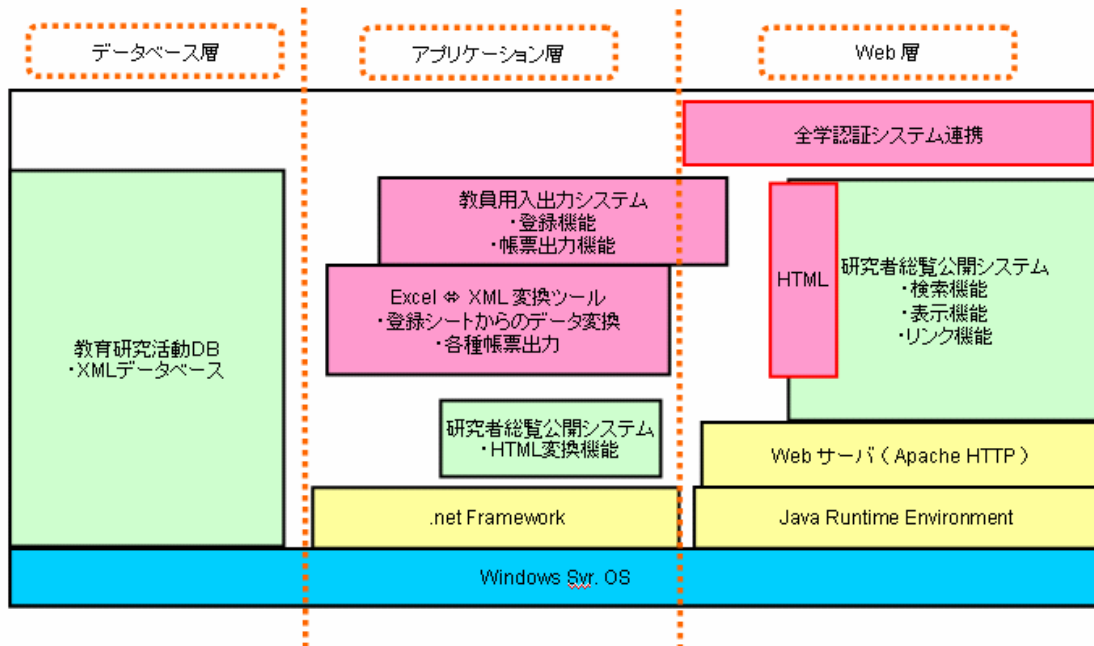 データベース層
アプリケーション層
Web 層
全学認証システム連携
教員用入出力システム
・登録機能
・帳票出力機能
Excel ⇔ XML 変換ツール
・登録シートからのデータ変換
・各種帳票出力
教育研究活動DB
・XMLデータベース
HTML
研究者総覧公開システム
・検索機能
・表示機能
・リンク機能
研究者総覧公開システム
・HTML変換機能
Web サーバ ( Apache HTTP )
.net Framework
Java Runtime Environment
Windows Svr. OS